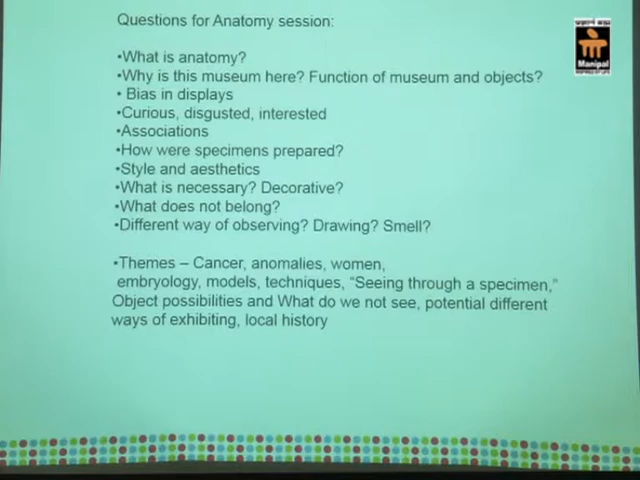 Questions for Anatomy session:
•What is anatomy?
•Why is this museum here? Function of museum and objects?
• Bias in displays
•Curious, disgusted, interested
•Associations
•How were specimens prepared?
•Style and aesthetics
•What is necessary? Decorative?
•What does not belong?
•Different way of observing? Drawing? Smell?
•Themes – Cancer, anomalies, women,
embryology, models, techniques, “Seeing through a specimen,”
Object possibilities and What do we not see, potential different
ways of exhibiting, local history
Manipal